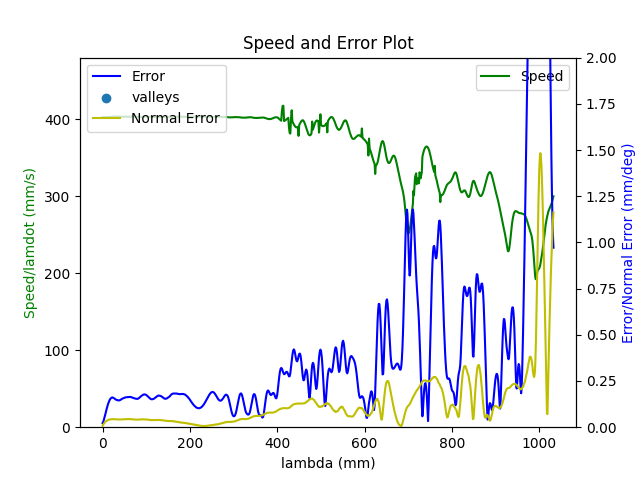 Speed and Error Plot
Error
valleys
Normal Error
Speed
400
300
200
100
0
2.00
1.75
1.50
1.25
1.00
0.75
0.50
0.25
0.00
0 200 400 600 800 1000
lambda (mm)
Speed/lamdot (mm/s)
Error/Normal Error (mm/deg)